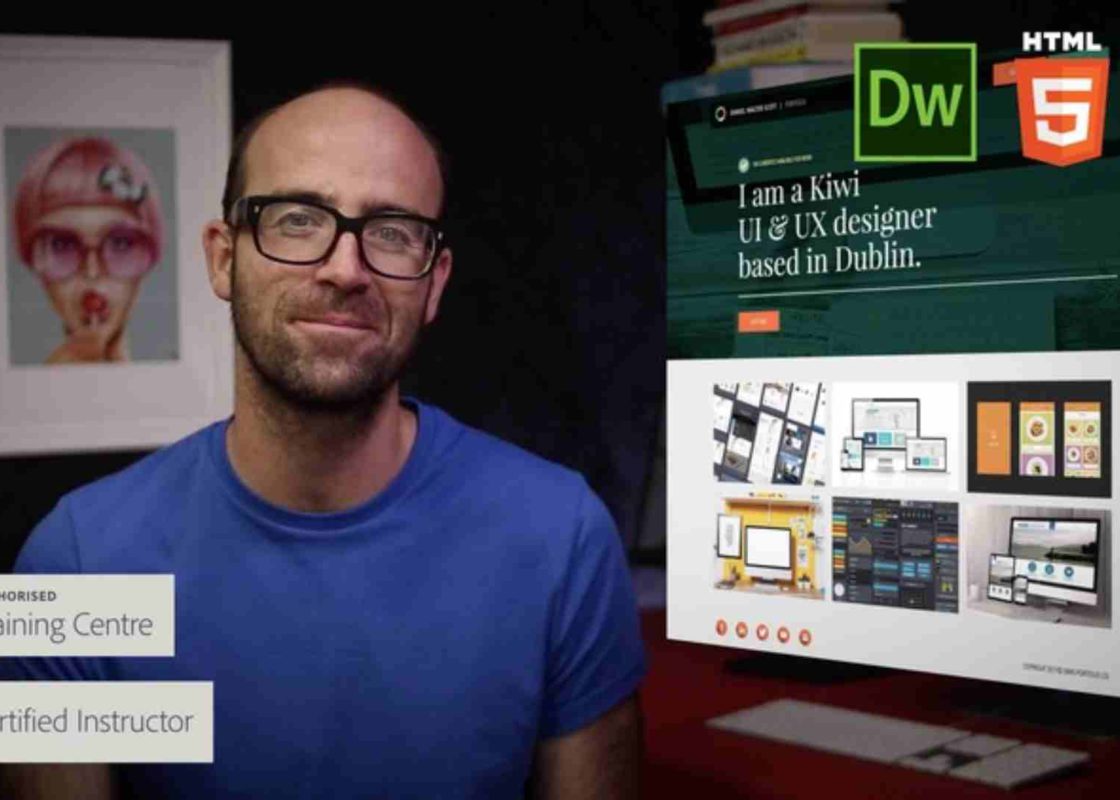 HTML
5
Dw
I am a Kiwi
UI & UX designer
based in Dublin.
HORISED
aining Centre
rtified Instructor